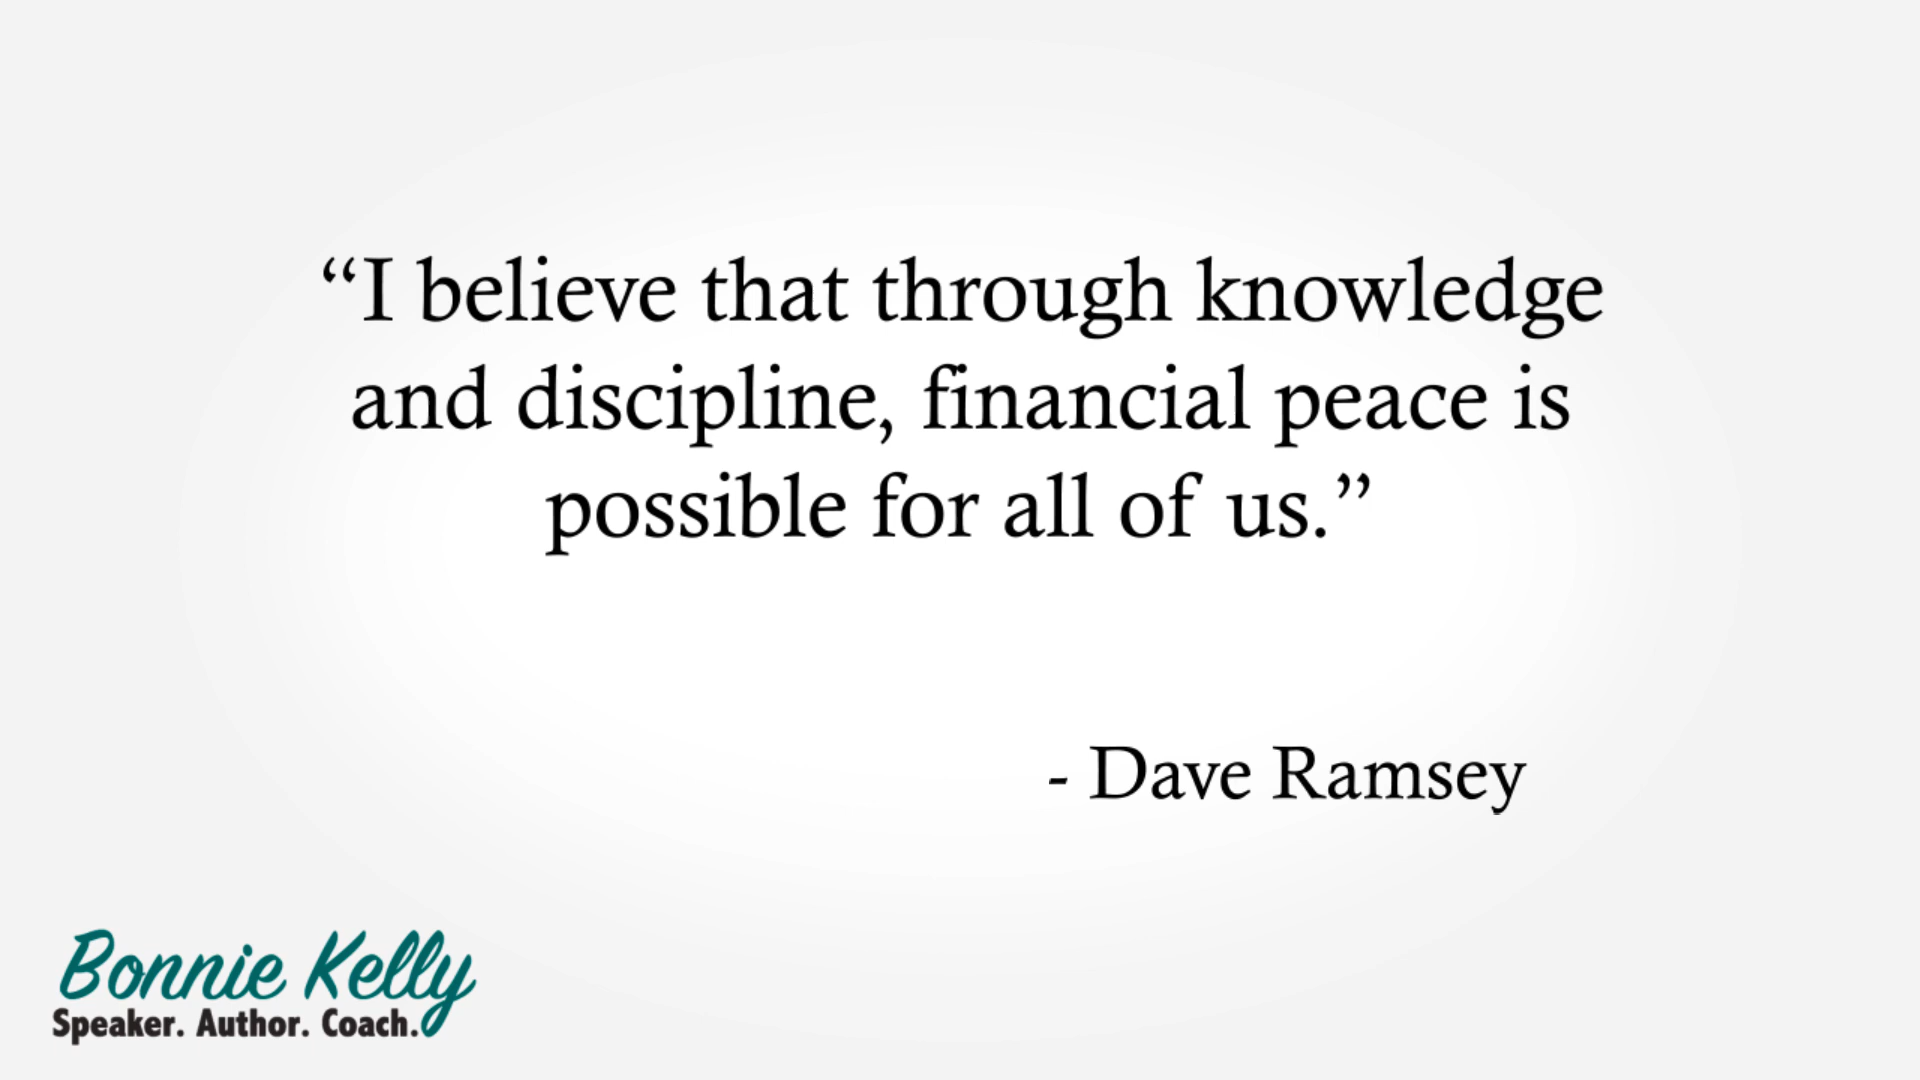 “I believe that through knowledge
and discipline, financial peace is
possible for all of us.”
- Dave Ramsey
Bonnie Kelly
Speaker. Author. Coach.